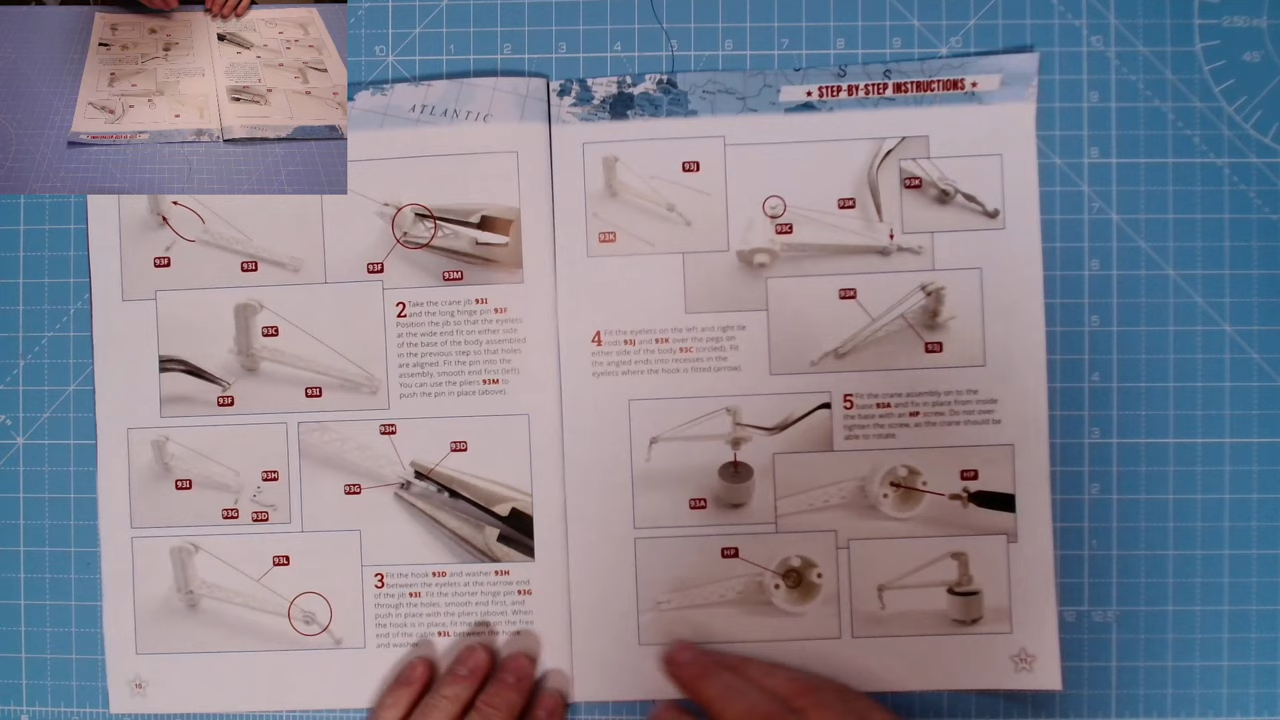 ATLANTIC
★ STEP-BY-STEP INSTRUCTIONS ★
93F
93I
93F
93M
93C
93F
93I
2 Take the crane jib 93I
and the long hinge pin 93F
Position the jib so that the eyelets
at the wide end fit on either side
of the base of the body assembled
in the previous step so that holes
are aligned. Fit the pin into the
assembly, smooth end first (left).
You can use the pliers 93M to
push the pin in place (above).
93I
93H
93G
93D
93H
93D
93G
93L
3 Fit the hook 93D and washer 93H
between the eyelets at the narrow end
of the jib 93I. Fit the shorter hinge pin 93G
through the holes, smooth end first, and
push in place with the pliers (above). When
the hook is in place, fit the loop on the free
end of the cable 93L between the hook
and washer.
10
93J
93K
93K
93C
93K
93K
93J
4 Fit the eyelets on the left and right tie
rods 93J and 93K over the pegs on
either side of the body 93C (circled). Fit
the angled ends into recesses in the
eyelets where the hook is fitted (arrow).
5 Fit the crane assembly on to the
base 93A and fix in place from inside
the base with an HP screw. Do not over-
tighten the screw, as the crane should be
able to rotate.
93A
HP
HP
11